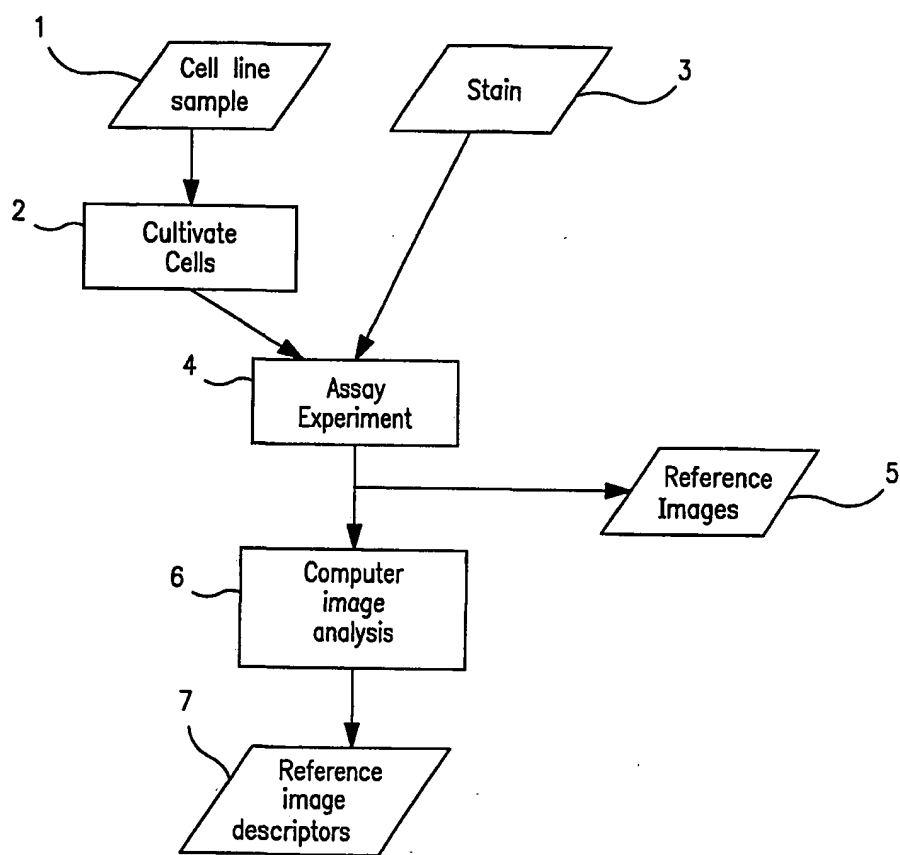 1
Cell line
sample
Stain
3
2
Cultivate
Cells
4
Assay
Experiment
Reference
Images
5
6
Computer
image
analysis
7
Reference
image
descriptors